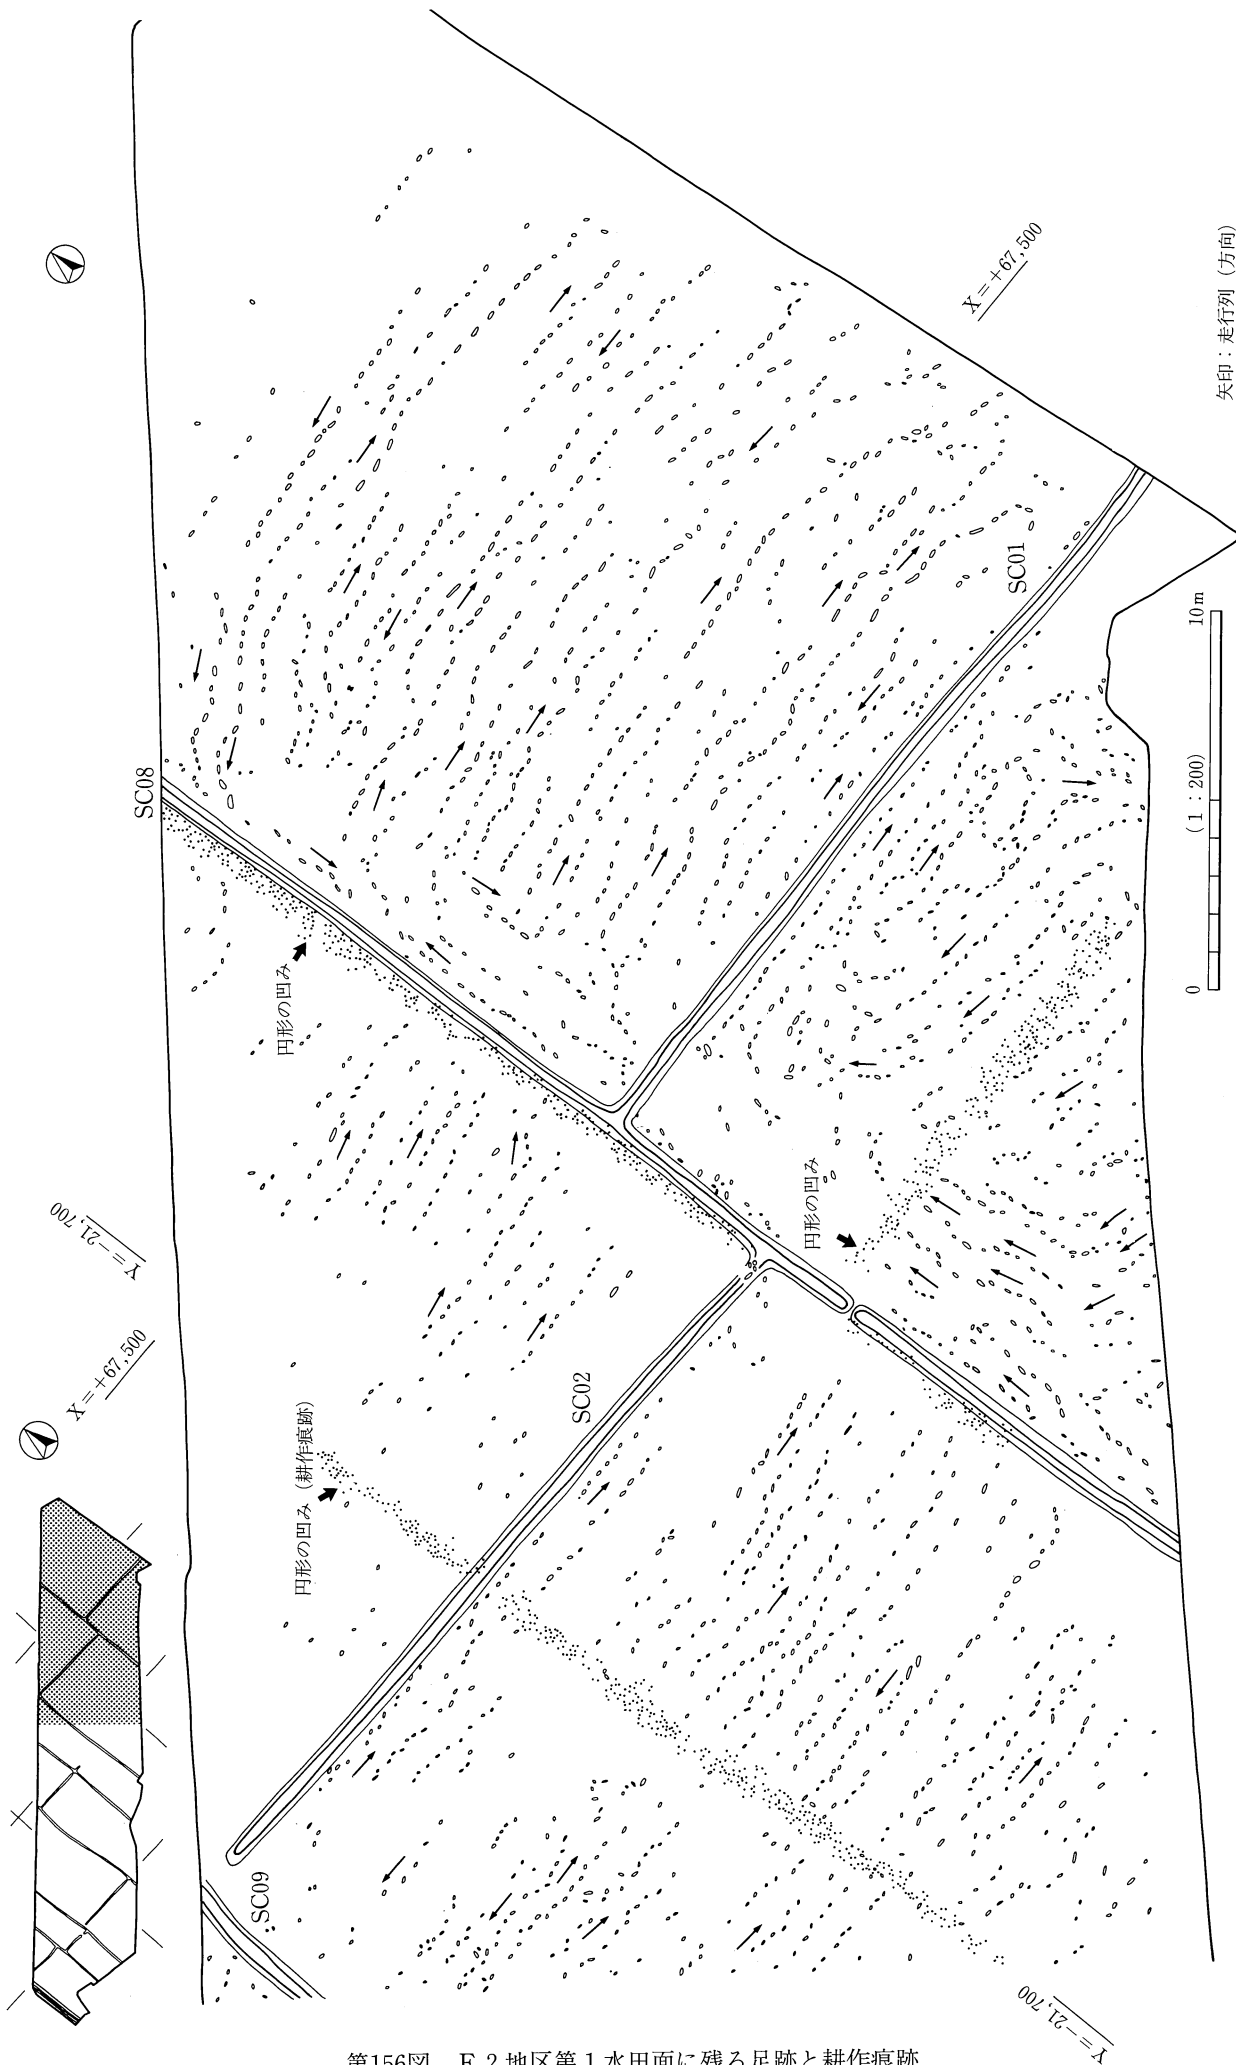 SC08
円形の凹み
X=+67,500
矢印：走行列（方向）
SC01
10m
（1：200）
0
円形の凹み
Y=-21,700
X=+67,500
円形の凹み（耕作痕跡）
SC02
SC09
Y=-21,700
第156図　E 2 地区第 1 水田面に残る足跡と耕作痕跡